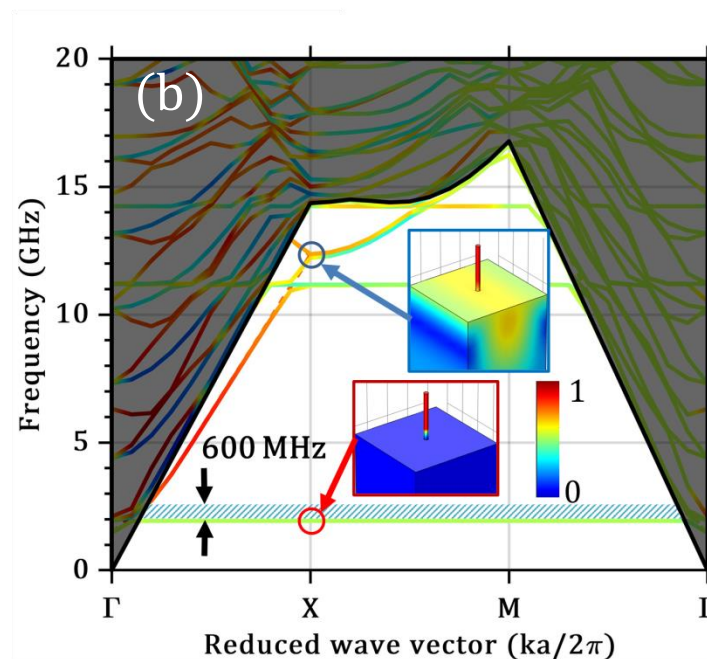 (b)
20
15
10
5
0
Frequency (GHz)
600 MHz
1
0
Γ X M Γ
Reduced wave vector (ka/2π)